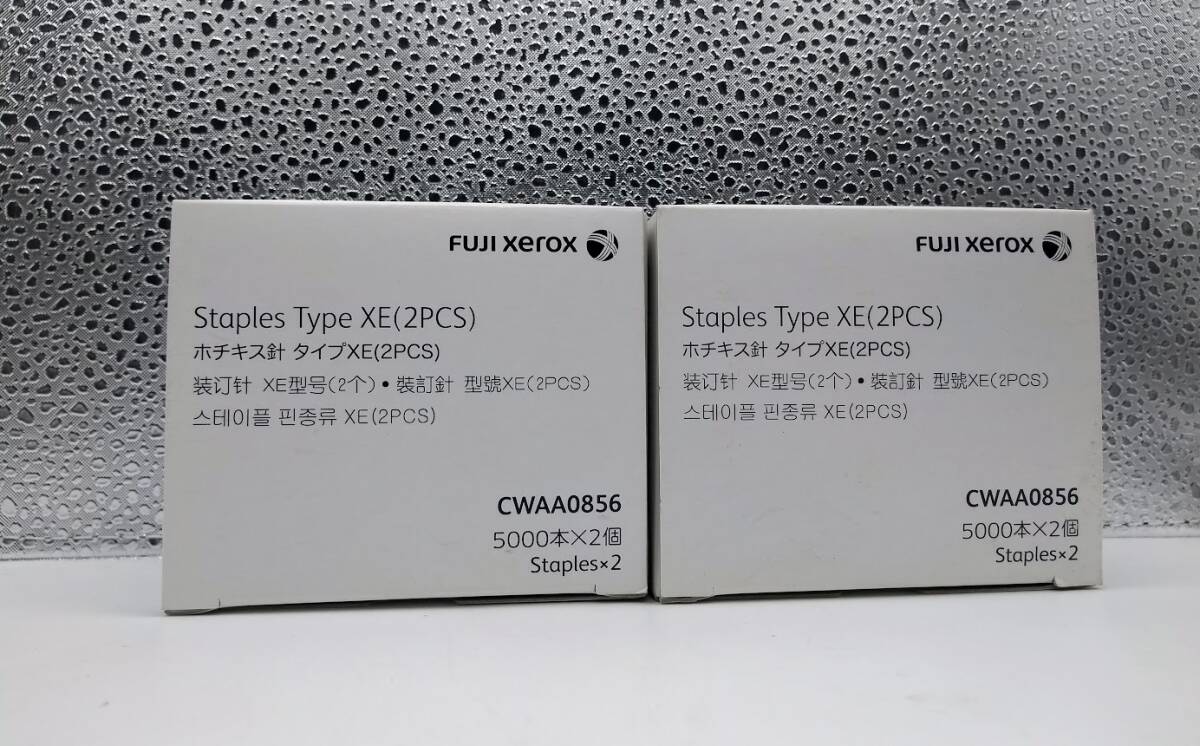 FUJI xerox
Staples Type XE(2PCS)
ホチキス針 タイプXE(2PCS)
装订针 XE型号(2个)•裝訂針 型號XE(2PCS)
스테이플 핀종류 XE(2PCS)
CWAA0856
5000本×2個
Staples×2
FUJI xerox
Staples Type XE(2PCS)
ホチキス針 タイプXE(2PCS)
装订针 XE型号(2个)•裝訂針 型號XE(2PCS)
스테이플 핀종류 XE(2PCS)
CWAA0856
5000本×2個
Staples×2